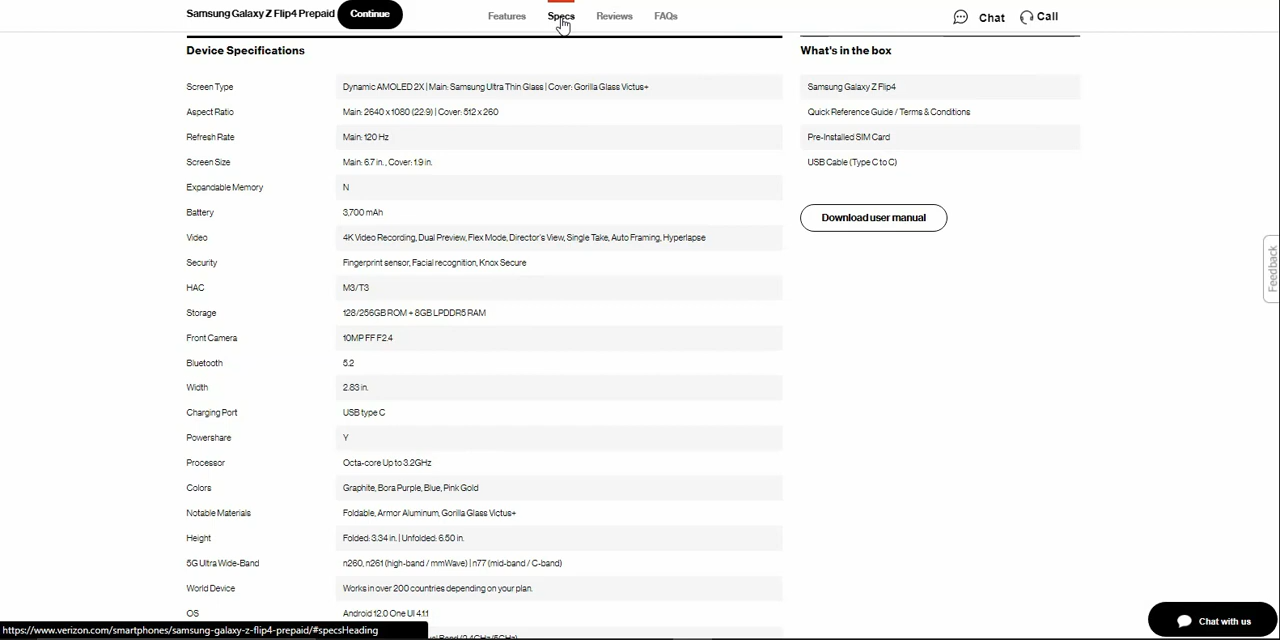 Samsung Galaxy Z Flip4 Prepaid Continue Features Specs Reviews FAQs Chat Call
Device Specifications
Screen Type Dynamic AMOLED 2X | Main: Samsung Ultra Thin Glass | Cover: Gorilla Glass Victus+
Aspect Ratio Main: 2640 x 1080 (22:9) | Cover: 512 x 260
Refresh Rate Main: 120 Hz
Screen Size Main: 6.7 in., Cover: 1.9 in.
Expandable Memory N
Battery 3,700 mAh
Video 4K Video Recording, Dual Preview, Flex Mode, Director's View, Single Take, Auto Framing, Hyperlapse
Security Fingerprint sensor, Facial recognition, Knox Secure
HAC M3/T3
Storage 128/256GB ROM + 8GB LPDDR5 RAM
Front Camera 10MP FF F2.4
Bluetooth 5.2
Width 2.83 in.
Charging Port USB type C
Powershare Y
Processor Octa-core Up to 3.2GHz
Colors Graphite, Bora Purple, Blue, Pink Gold
Notable Materials Foldable, Armor Aluminum, Gorilla Glass Victus+
Height Folded: 3.34 in. | Unfolded: 6.50 in.
5G Ultra Wide-Band n260, n261 (high-band / mmWave) | n77 (mid-band / C-band)
World Device Works in over 200 countries depending on your plan.
OS Android 12.0 One UI 4.1.1
What's in the box
Samsung Galaxy Z Flip4
Quick Reference Guide / Terms & Conditions
Pre-Installed SIM Card
USB Cable (Type C to C)
Download user manual
Feedback
https://www.verizon.com/smartphones/samsung-galaxy-z-flip4-prepaid/#specsHeading
Chat with us